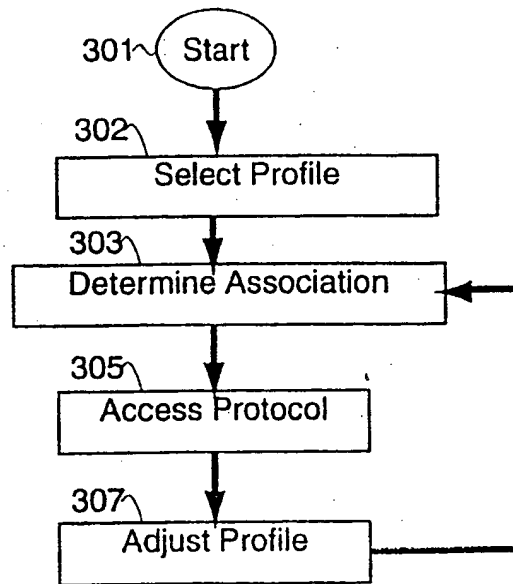 301 Start
302
Select Profile
303
Determine Association
305
Access Protocol
307
Adjust Profile